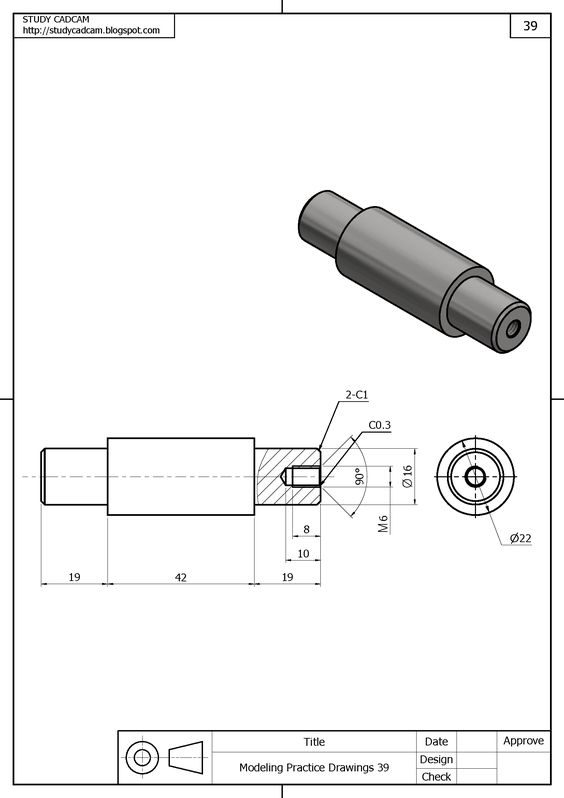 STUDY CADCAM
http://studycadcam.blogspot.com
39
2-C1
C0.3
90°
Ø16
M6
8
10
19
42
19
Ø22
Title
Date
Approve
Modeling Practice Drawings 39
Design
Check